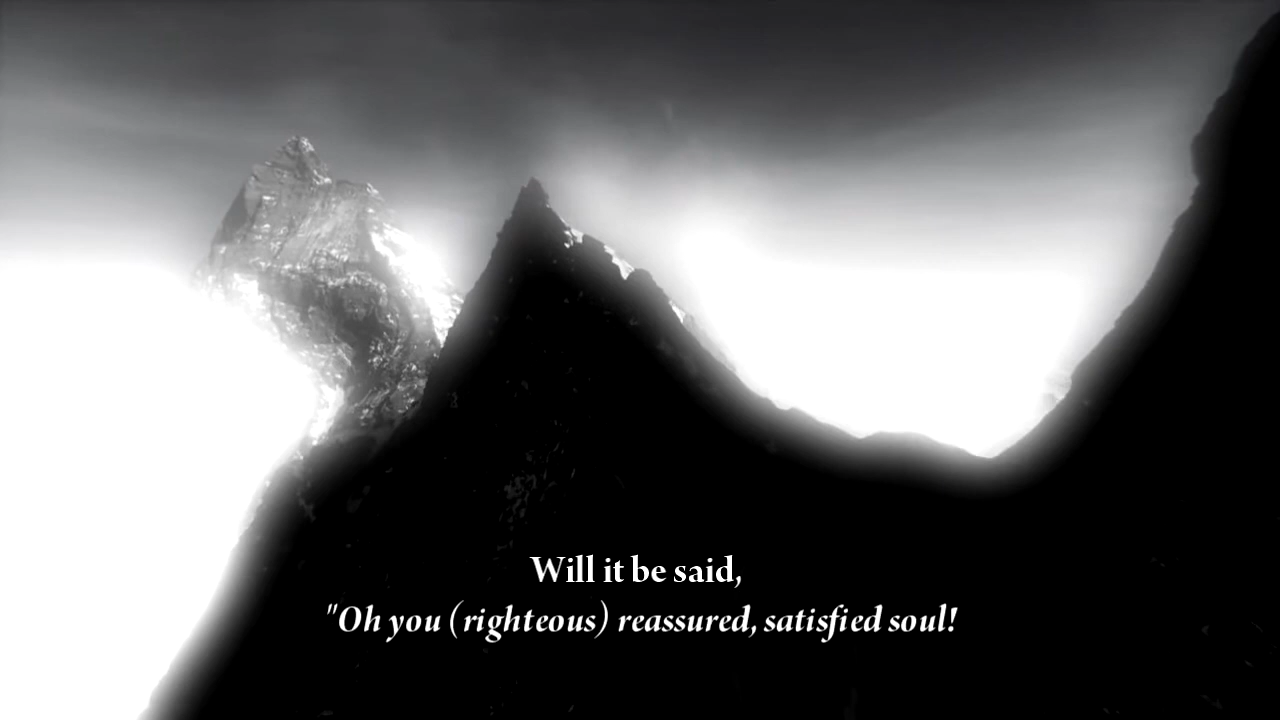 Will it be said,
"Oh you (righteous) reassured, satisfied soul!